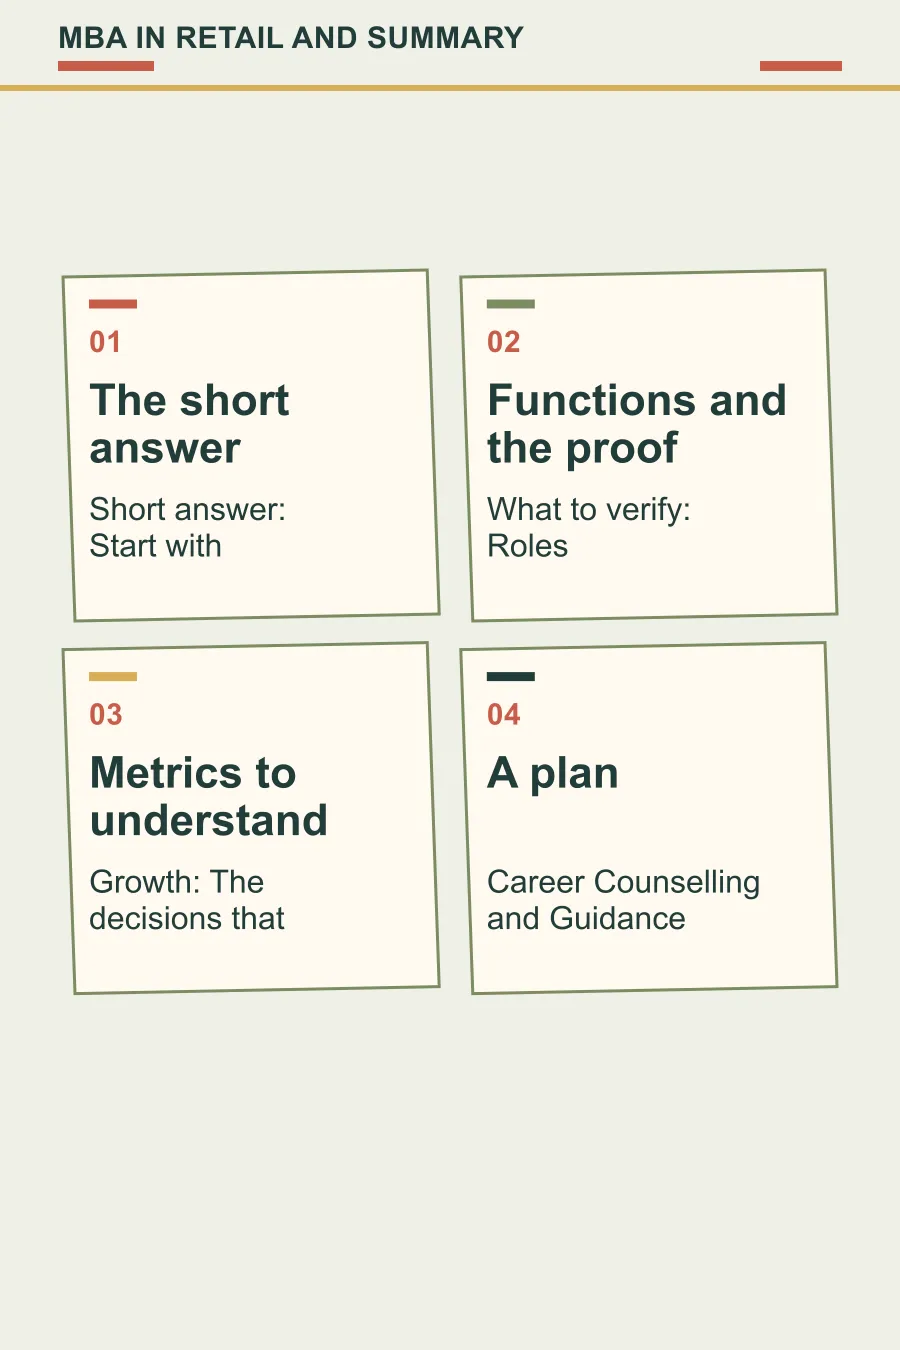 MBA IN RETAIL AND SUMMARY
01
The short
answer
Short answer:
Start with
02
Functions and
the proof
What to verify:
Roles
03
Metrics to
understand
Growth: The
decisions that
04
A plan
Career Counselling
and Guidance